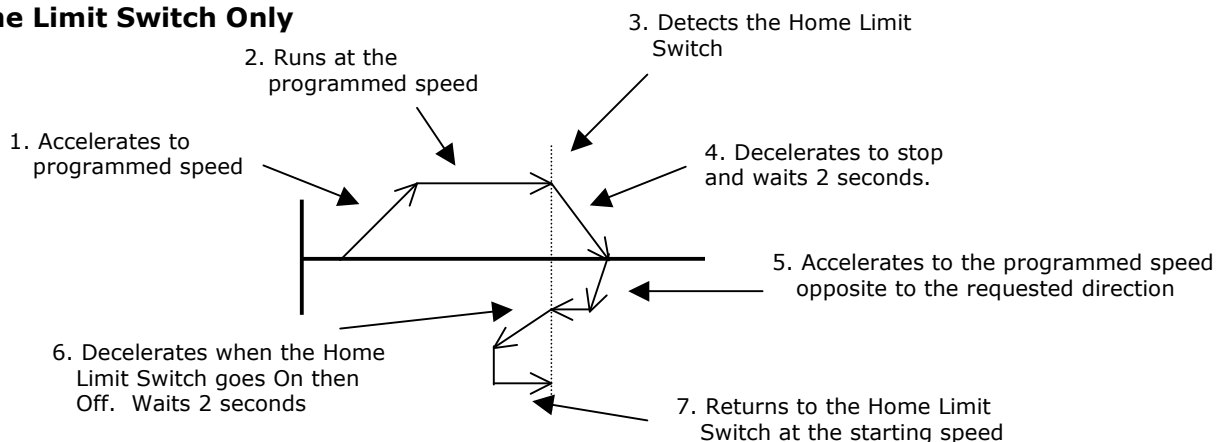 ne Limit Switch Only
3. Detects the Home Limit
Switch
2. Runs at the
programmed speed
1. Accelerates to
programmed speed
4. Decelerates to stop
and waits 2 seconds.
5. Accelerates to the programmed speed
opposite to the requested direction
6. Decelerates when the Home
Limit Switch goes On then
Off. Waits 2 seconds
7. Returns to the Home Limit
Switch at the starting speed